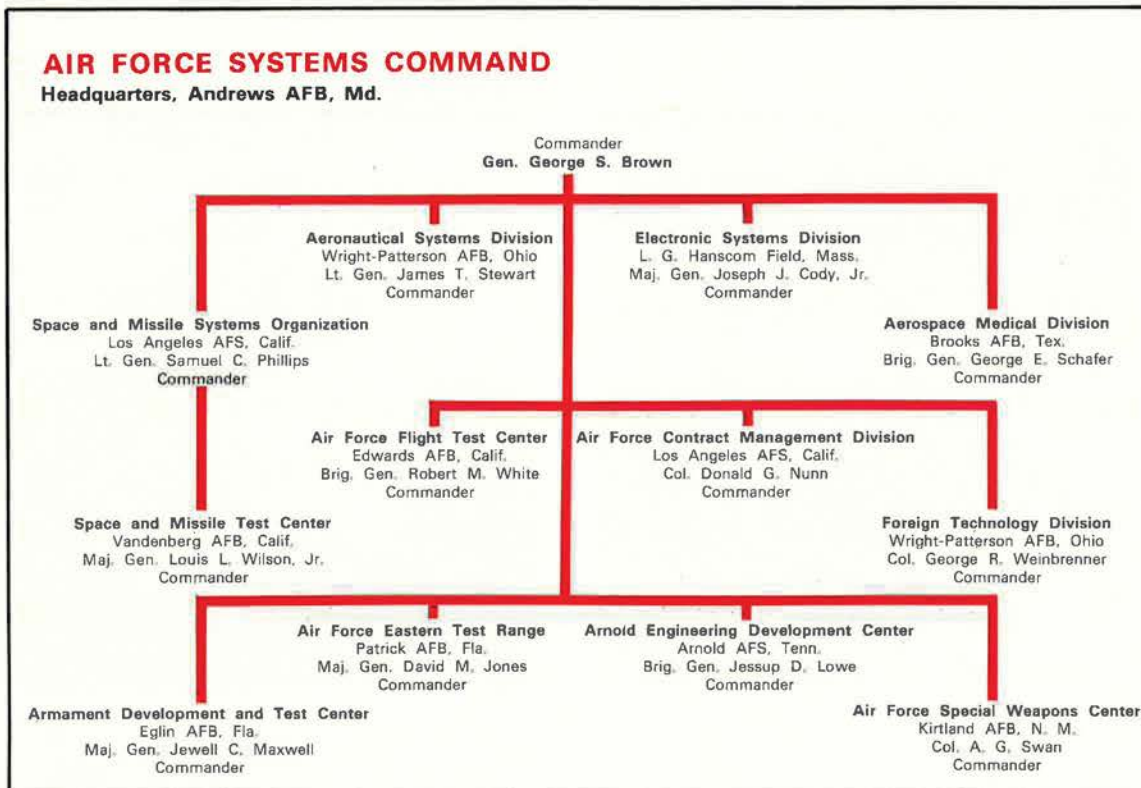 AIR FORCE SYSTEMS COMMAND
Headquarters, Andrews AFB, Md.
Commander
Gen. George S. Brown
Aeronautical Systems Division
Wright-Patterson AFB, Ohio
Lt. Gen. James T. Stewart
Commander
Electronic Systems Division
L. G. Hanscom Field, Mass.
Maj. Gen. Joseph J. Cody, Jr.
Commander
Space and Missile Systems Organization
Los Angeles AFS, Calif.
Lt. Gen. Samuel C. Phillips
Commander
Aerospace Medical Division
Brooks AFB, Tex.
Brig. Gen. George E. Schafer
Commander
Air Force Flight Test Center
Edwards AFB, Calif.
Brig. Gen. Robert M. White
Commander
Air Force Contract Management Division
Los Angeles AFS, Calif.
Col. Donald G. Nunn
Commander
Space and Missile Test Center
Vandenberg AFB, Calif.
Maj. Gen. Louis L. Wilson, Jr.
Commander
Foreign Technology Division
Wright-Patterson AFB, Ohio
Col. George R. Weinbrenner
Commander
Air Force Eastern Test Range
Patrick AFB, Fla.
Maj. Gen. David M. Jones
Commander
Arnold Engineering Development Center
Arnold AFS, Tenn.
Brig. Gen. Jessup D. Lowe
Commander
Armament Development and Test Center
Eglin AFB, Fla.
Maj. Gen. Jewell C. Maxwell
Commander
Air Force Special Weapons Center
Kirtland AFB, N. M.
Col. A. G. Swan
Commander